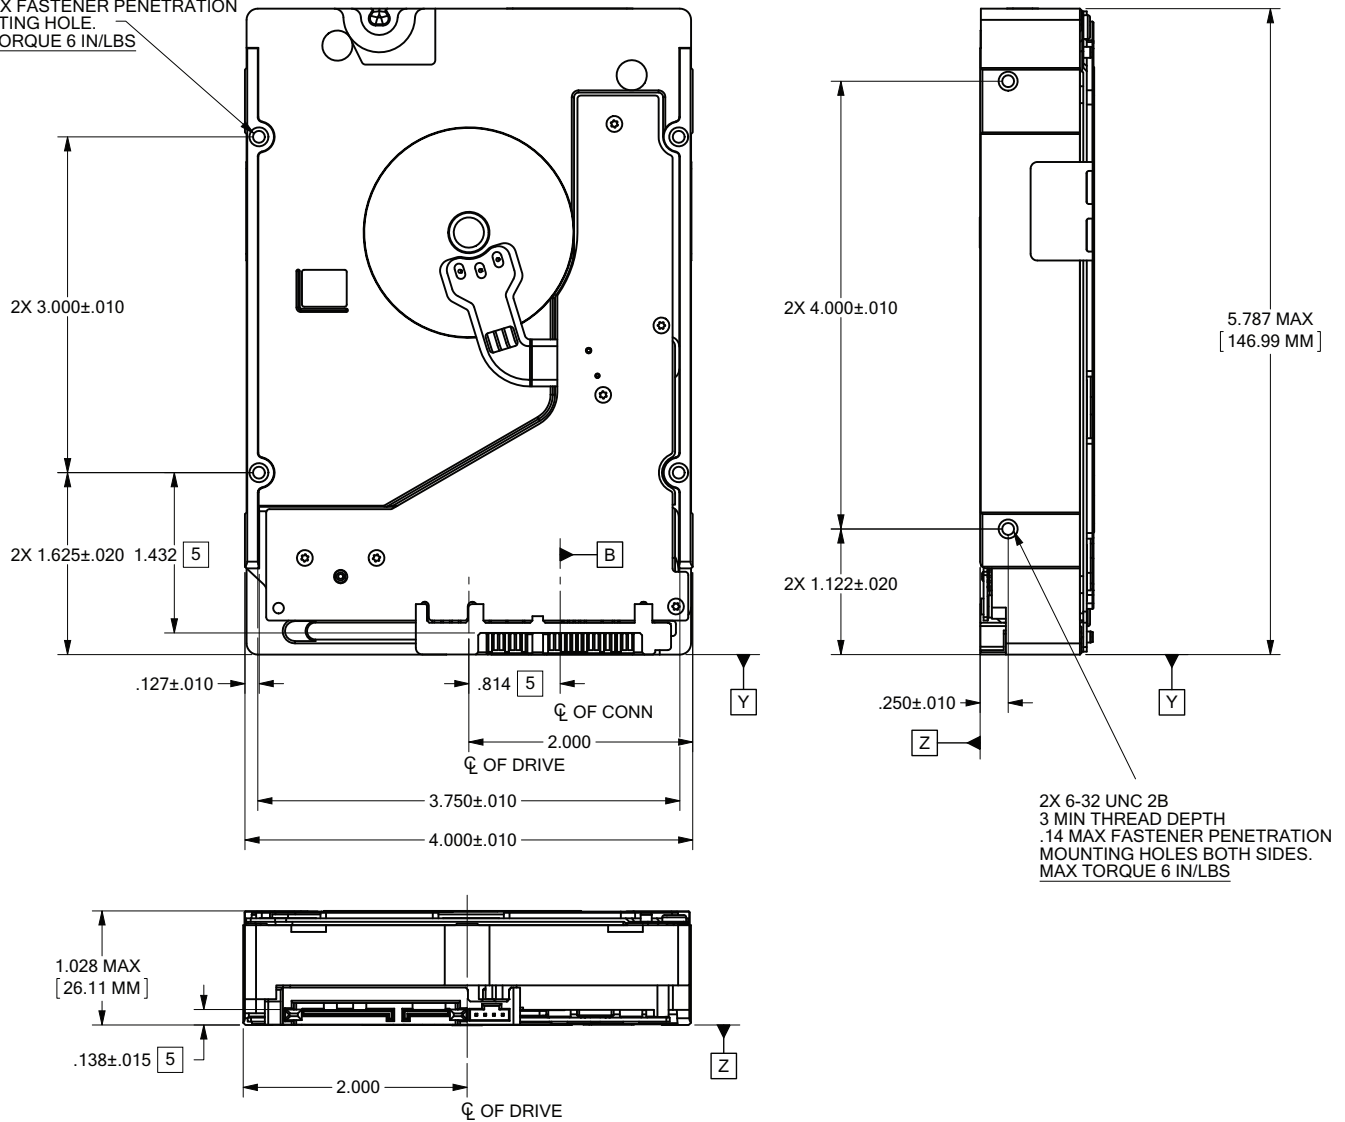 X FASTENER PENETRATION
TING HOLE.
ORQUE 6 IN/LBS
2X 3.000±.010
2X 1.625±.020 1.432 5
B
.127±.010
.814 5
℄ OF CONN
2.000
℄ OF DRIVE
Y
3.750±.010
4.000±.010
2X 4.000±.010
5.787 MAX
[146.99 MM]
2X 1.122±.020
.250±.010
Z
Y
2X 6-32 UNC 2B
3 MIN THREAD DEPTH
.14 MAX FASTENER PENETRATION
MOUNTING HOLES BOTH SIDES.
MAX TORQUE 6 IN/LBS
1.028 MAX
[26.11 MM]
.138±.015 5
Z
2.000
℄ OF DRIVE